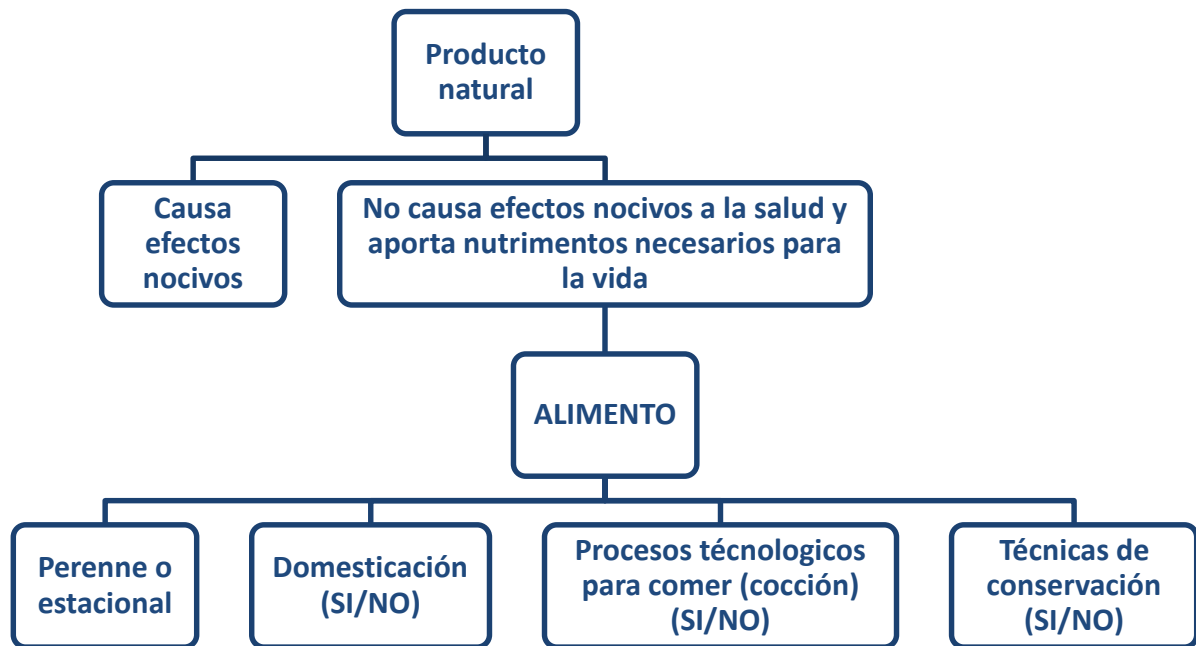 Producto
natural
Causa
efectos
nocivos
No causa efectos nocivos a la salud y
aporta nutrimentos necesarios para
la vida
ALIMENTO
Perenne o
estacional
Domesticación
(SI/NO)
Procesos técnologicos
para comer (cocción)
(SI/NO)
Técnicas de
conservación
(SI/NO)